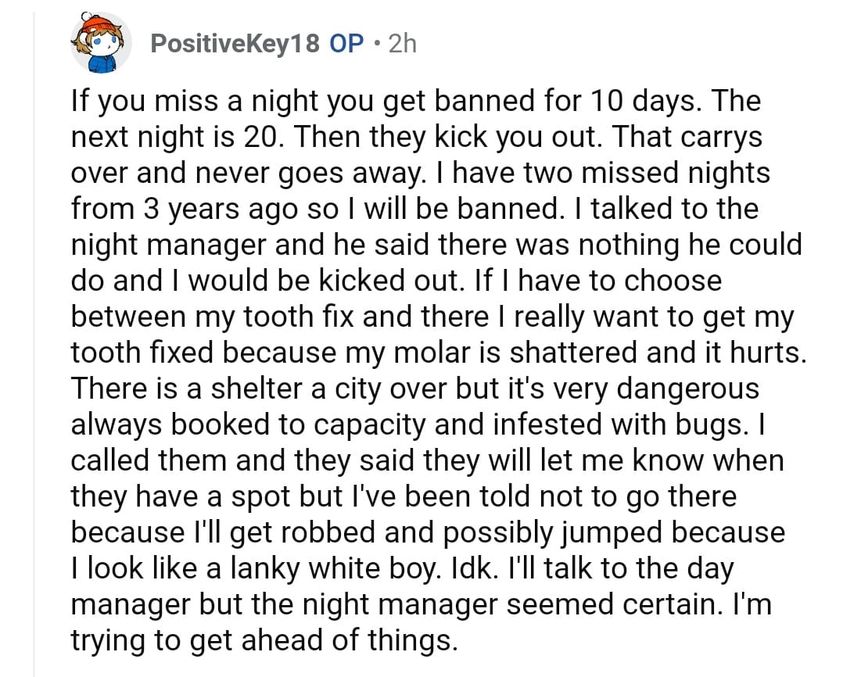 PositiveKey18 OP • 2h
If you miss a night you get banned for 10 days. The
next night is 20. Then they kick you out. That carrys
over and never goes away. I have two missed nights
from 3 years ago so I will be banned. I talked to the
night manager and he said there was nothing he could
do and I would be kicked out. If I have to choose
between my tooth fix and there I really want to get my
tooth fixed because my molar is shattered and it hurts.
There is a shelter a city over but it's very dangerous
always booked to capacity and infested with bugs. I
called them and they said they will let me know when
they have a spot but I've been told not to go there
because I'll get robbed and possibly jumped because
I look like a lanky white boy. Idk. I'll talk to the day
manager but the night manager seemed certain. I'm
trying to get ahead of things.